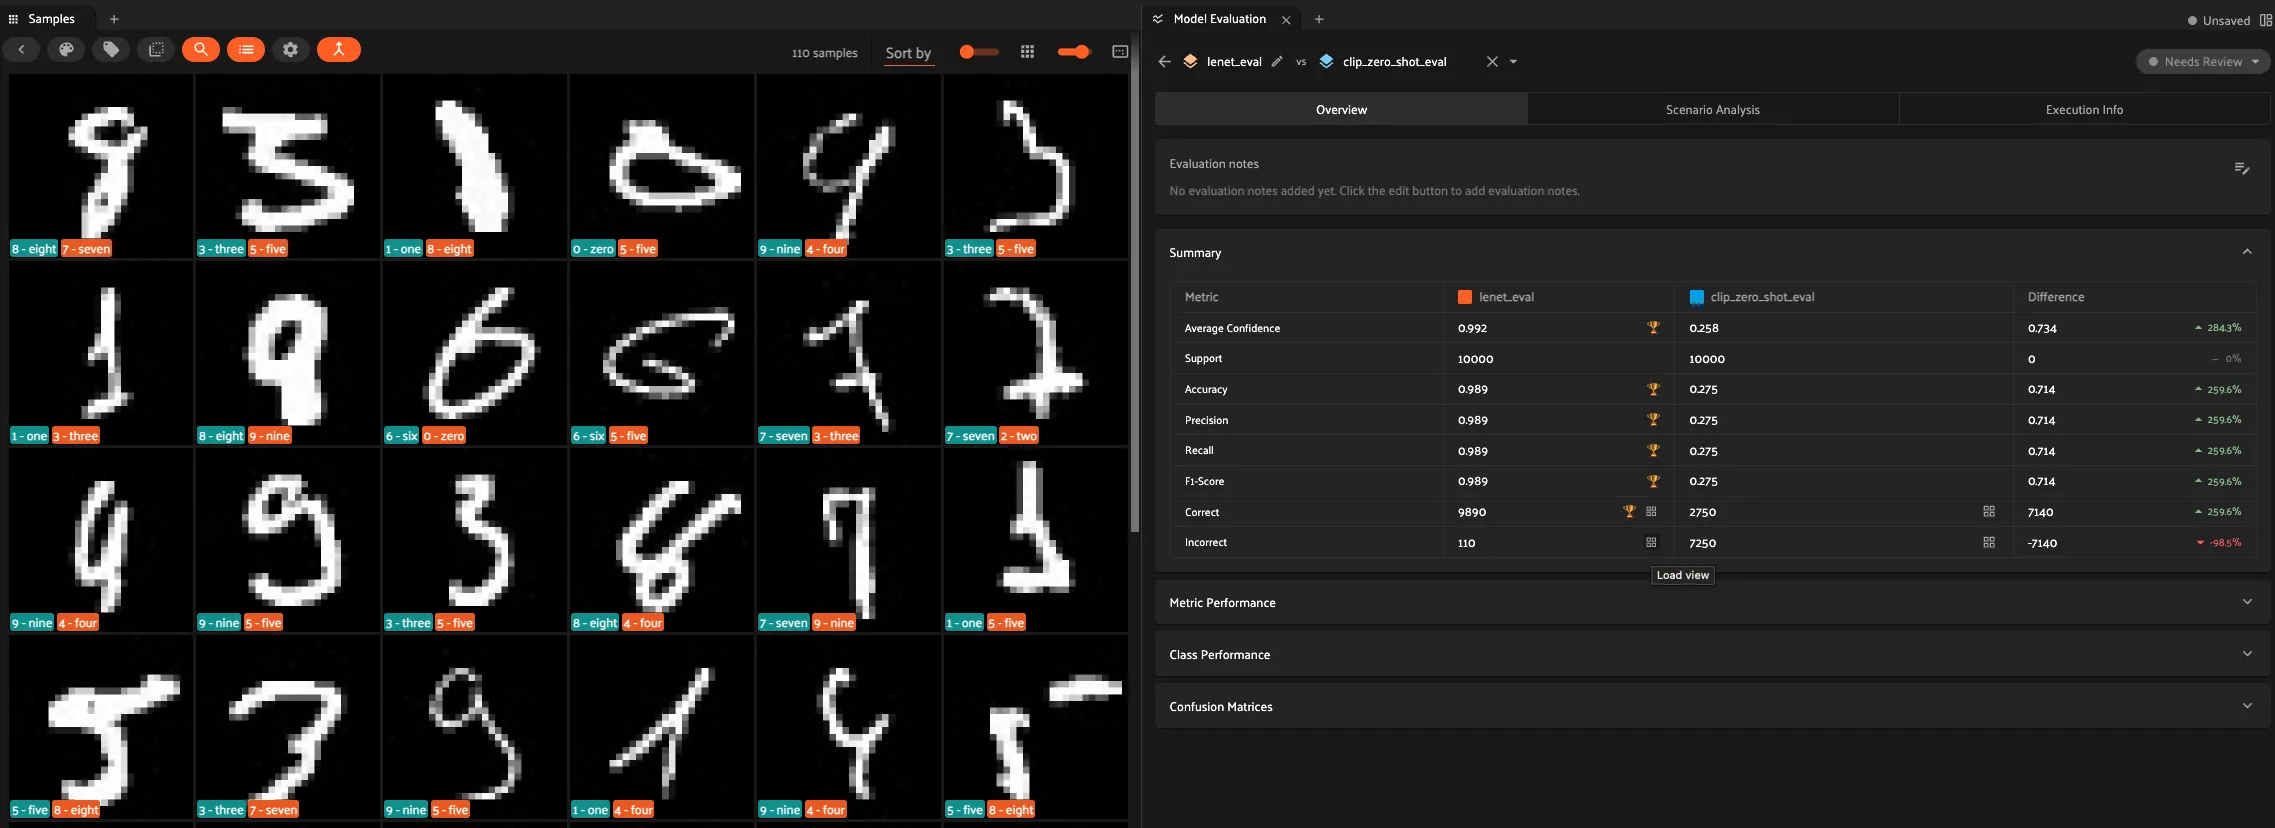 Samples
110 samples
Sort by
8 - eight 7 - seven
3 - three 5 - five
1 - one 8 - eight
0 - zero 5 - five
9 - nine 4 - four
3 - three 5 - five
1 - one 3 - three
8 - eight 9 - nine
6 - six 0 - zero
6 - six 5 - five
7 - seven 3 - three
7 - seven 2 - two
9 - nine 4 - four
9 - nine 5 - five
3 - three 5 - five
8 - eight 4 - four
7 - seven 9 - nine
1 - one 5 - five
5 - five 8 - eight
3 - three 7 - seven
9 - nine 5 - five
1 - one 4 - four
9 - nine 4 - four
5 - five 8 - eight
Model Evaluation
Unsaved
lenet_eval vs clip_zero_shot_eval
Needs Review
Overview Scenario Analysis Execution Info
Evaluation notes
No evaluation notes added yet. Click the edit button to add evaluation notes.
Summary
Metric lenet_eval clip_zero_shot_eval Difference
Average Confidence 0.992 0.258 0.734 284.3%
Support 10000 10000 0 – 0%
Accuracy 0.989 0.275 0.714 259.6%
Precision 0.989 0.275 0.714 259.6%
Recall 0.989 0.275 0.714 259.6%
F1-Score 0.989 0.275 0.714 259.6%
Correct 9890 2750 7140 259.6%
Incorrect 110 7250 -7140 -98.5%
Load view
Metric Performance
Class Performance
Confusion Matrices